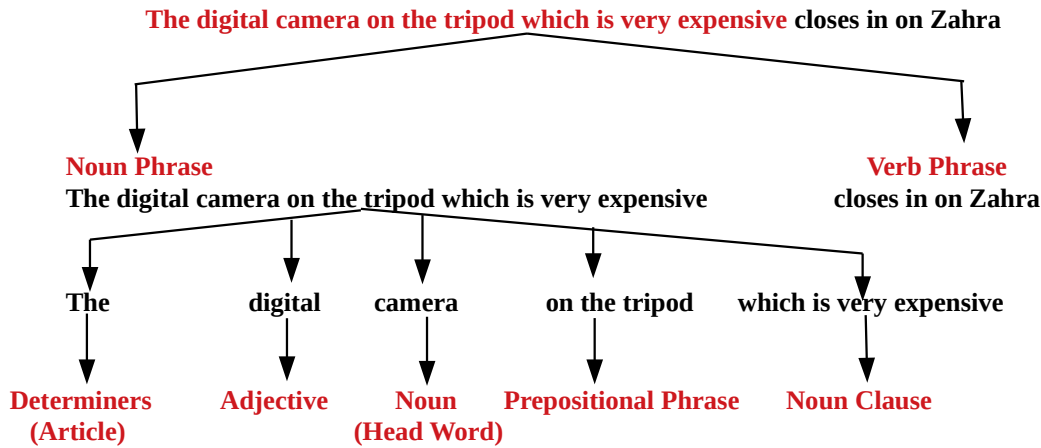 The digital camera on the tripod which is very expensive closes in on Zahra
Noun Phrase
The digital camera on the tripod which is very expensive
Verb Phrase
closes in on Zahra
The
digital
camera
on the tripod
which is very expensive
Determiners
(Article)
Adjective
Noun
(Head Word)
Prepositional Phrase
Noun Clause